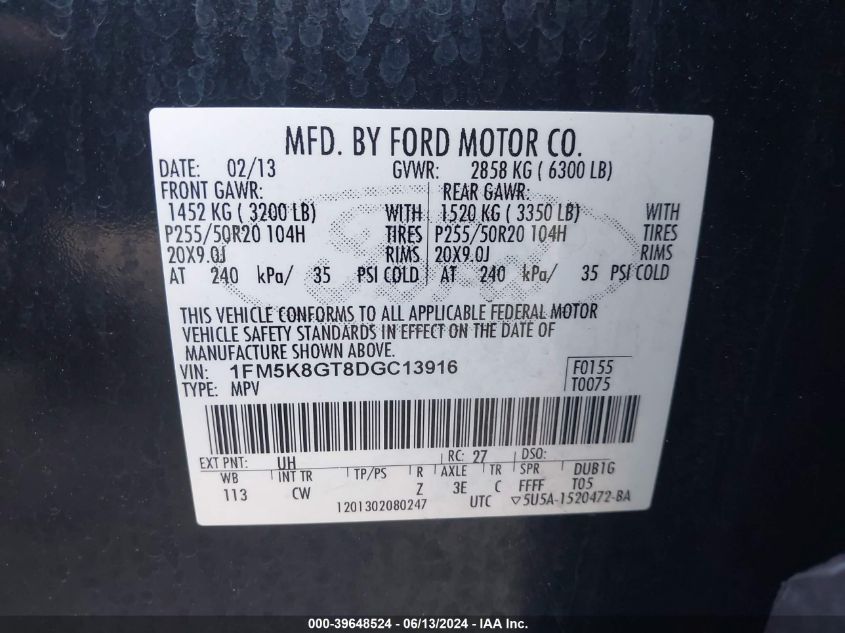 MFD. BY FORD MOTOR CO.
DATE: 02/13 GVWR: 2858 KG ( 6300 LB)
FRONT GAWR: REAR GAWR:
1452 KG ( 3200 LB) WITH 1520 KG ( 3350 LB) WITH
P255/50R20 104H TIRES P255/50R20 104H TIRES
20X9.0J RIMS 20X9.0J RIMS
AT 240 kPa/ 35 PSI COLD AT 240 kPa/ 35 PSI COLD
THIS VEHICLE CONFORMS TO ALL APPLICABLE FEDERAL MOTOR
VEHICLE SAFETY STANDARDS IN EFFECT ON THE DATE OF
MANUFACTURE SHOWN ABOVE.
VIN: 1FM5K8GT8DGC13916 F0155
TYPE: MPV T0075
EXT PNT: UH RC: 27 DSO:
WB INT TR TP/PS R AXLE TR SPR DUB1G
113 CW Z 3E C FFFF T05
1201302080247 UTC ▽5U5A-1520472-BA
000-39648524 - 06/13/2024 - IAA Inc.